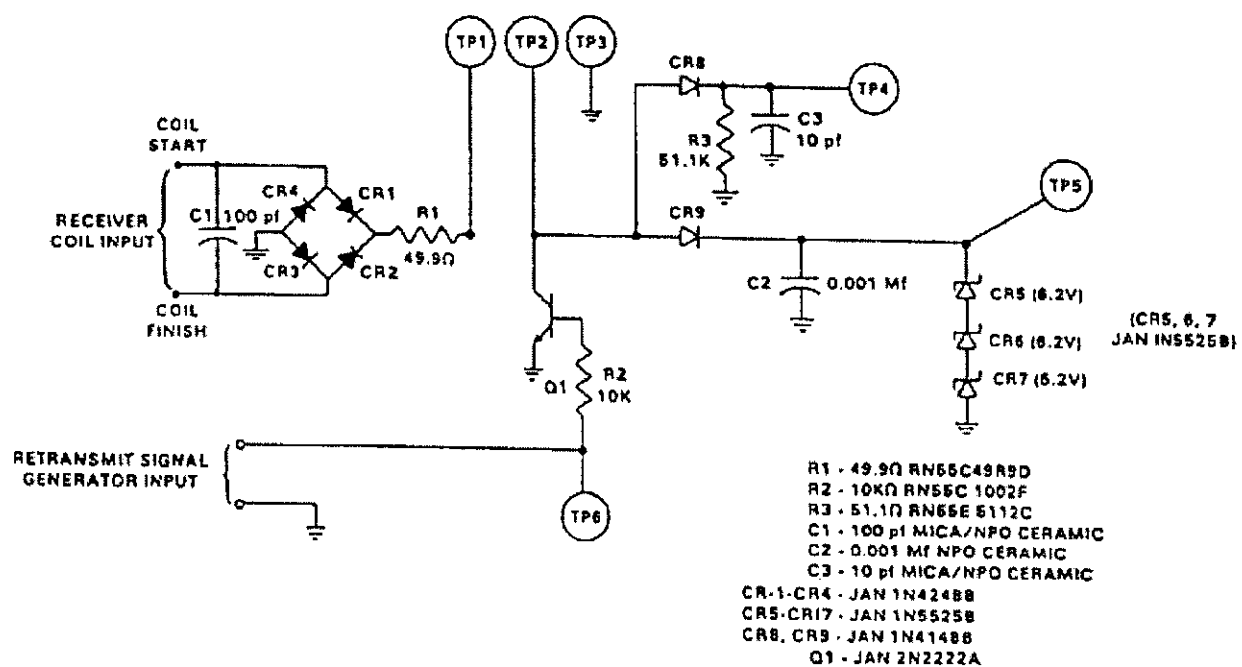 TP1
TP2
TP3
CR8
TP4
C3
10 pf
R3
51.1K
COIL
START
CR4
CR1
C1 100 pf
R1
49.9Ω
RECEIVER
COIL INPUT
CR3
CR2
COIL
FINISH
CR9
TP5
C2
0.001 Mf
CR5 (6.2V)
CR6 (6.2V)
CR7 (6.2V)
(CR5, 6, 7
JAN IN5525B)
Q1
R2
10K
RETRANSMIT SIGNAL
GENERATOR INPUT
TP6
R1 - 49.9Ω RN55C49R9D
R2 - 10KΩ RN55C 1002F
R3 - 51.1Ω RN55E 5112C
C1 - 100 pf MICA/NPO CERAMIC
C2 - 0.001 Mf NPO CERAMIC
C3 - 10 pf MICA/NPO CERAMIC
CR-1-CR4 - JAN 1N4248B
CR5-CR17 - JAN 1N5525B
CR8, CR9 - JAN 1N4148B
Q1 - JAN 2N2222A